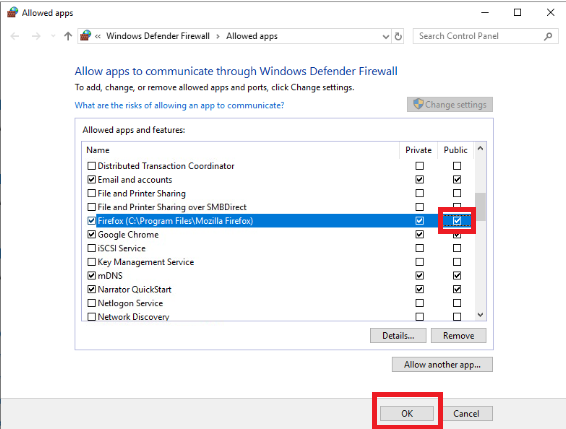 Allowed apps
« Windows Defender Firewall › Allowed apps
Search Control Panel
Allow apps to communicate through Windows Defender Firewall
To add, change, or remove allowed apps and ports, click Change settings.
What are the risks of allowing an app to communicate?
Change settings
Allowed apps and features:
Name Private Public
Distributed Transaction Coordinator
Email and accounts
File and Printer Sharing
File and Printer Sharing over SMBDirect
Firefox (C:\Program Files\Mozilla Firefox)
Google Chrome
iSCSI Service
Key Management Service
mDNS
Narrator QuickStart
Netlogon Service
Network Discovery
Details... Remove
Allow another app...
OK Cancel